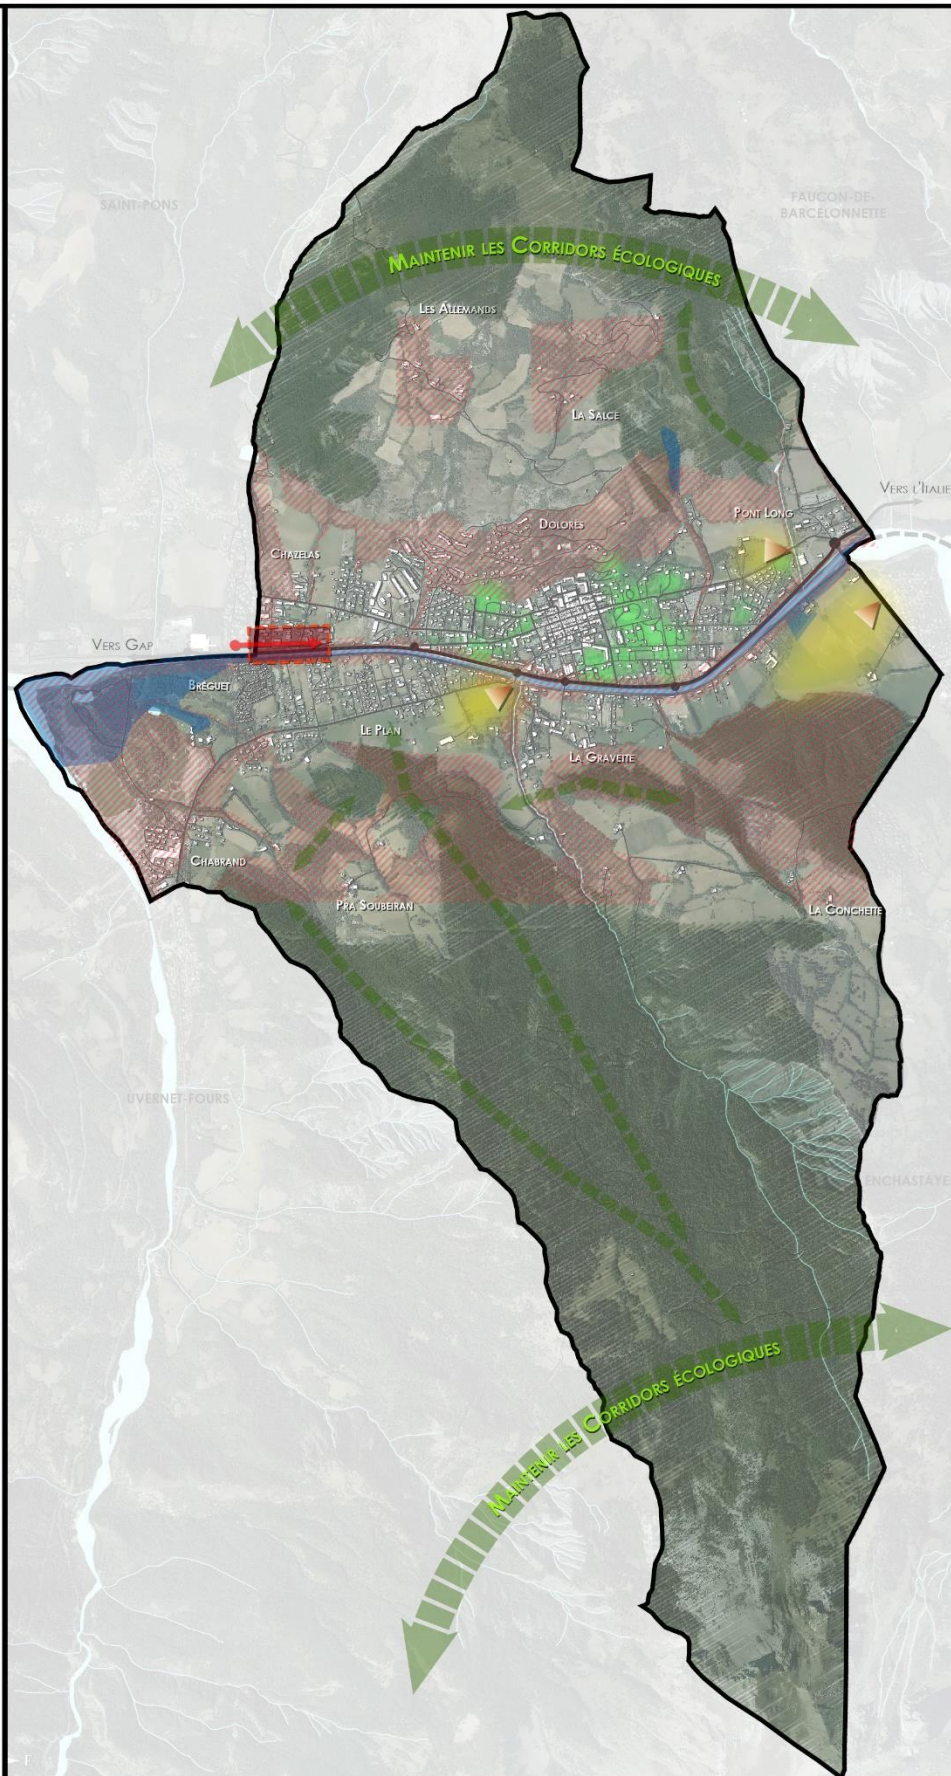 SAINT-PONS
FAUCON-DE-
BARCELONNETTE
MAINTENIR LES CORRIDORS ÉCOLOGIQUES
LES ALLEMANDS
LA SALCE
VERS L'ITALIE
PONT LONG
DOLORES
CHAZELAS
VERS GAP
BRÉGUET
LE PLAN
LA GRAVETTE
CHABRAND
PRA SOUBEIRAN
LA CONCHETTE
UVERNET-FOURS
ENCHASTAYE
MAINTENIR LES CORRIDORS ÉCOLOGIQUES